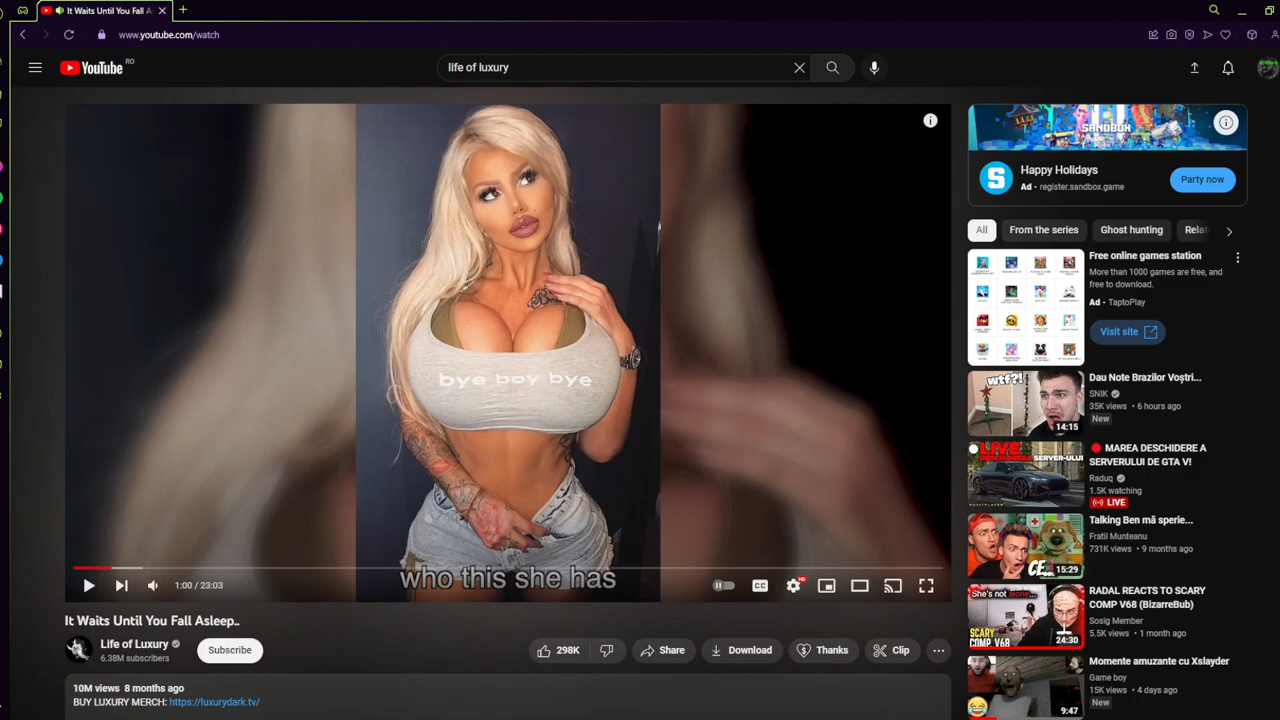 It Waits Until You Fall A
www.youtube.com/watch
YouTube RO
life of luxury
bye boy bye
who this she has
1:00 / 23:03
CC
HD
It Waits Until You Fall Asleep..
Life of Luxury
6.38M subscribers
Subscribe
298K
Share
Download
Thanks
Clip
10M views 8 months ago
BUY LUXURY MERCH: https://luxurydark.tv/
SANDBOX
S
Happy Holidays
Ad • register.sandbox.game
Party now
All
From the series
Ghost hunting
Relat
Free online games station
More than 1000 games are free, and
free to download.
Ad • TaptoPlay
Visit site
wtf?!
14:15
Dau Note Brazilor Voștri...
SNIK
35K views • 6 hours ago
New
LIVE
MAREA DESCHIDERE A
SERVERULUI DE GTA V!
Raduq
1.5K watching
LIVE
15:29
Talking Ben mă sperie...
Fratii Munteanu
731K views • 9 months ago
She's not alone...
SCARY
COMP V68
24:30
RADAL REACTS TO SCARY
COMP V68 (BizarreBub)
Sosig Member
5.5K views • 1 month ago
9:47
Momente amuzante cu Xslayder
Game boy
15K views • 4 days ago
New